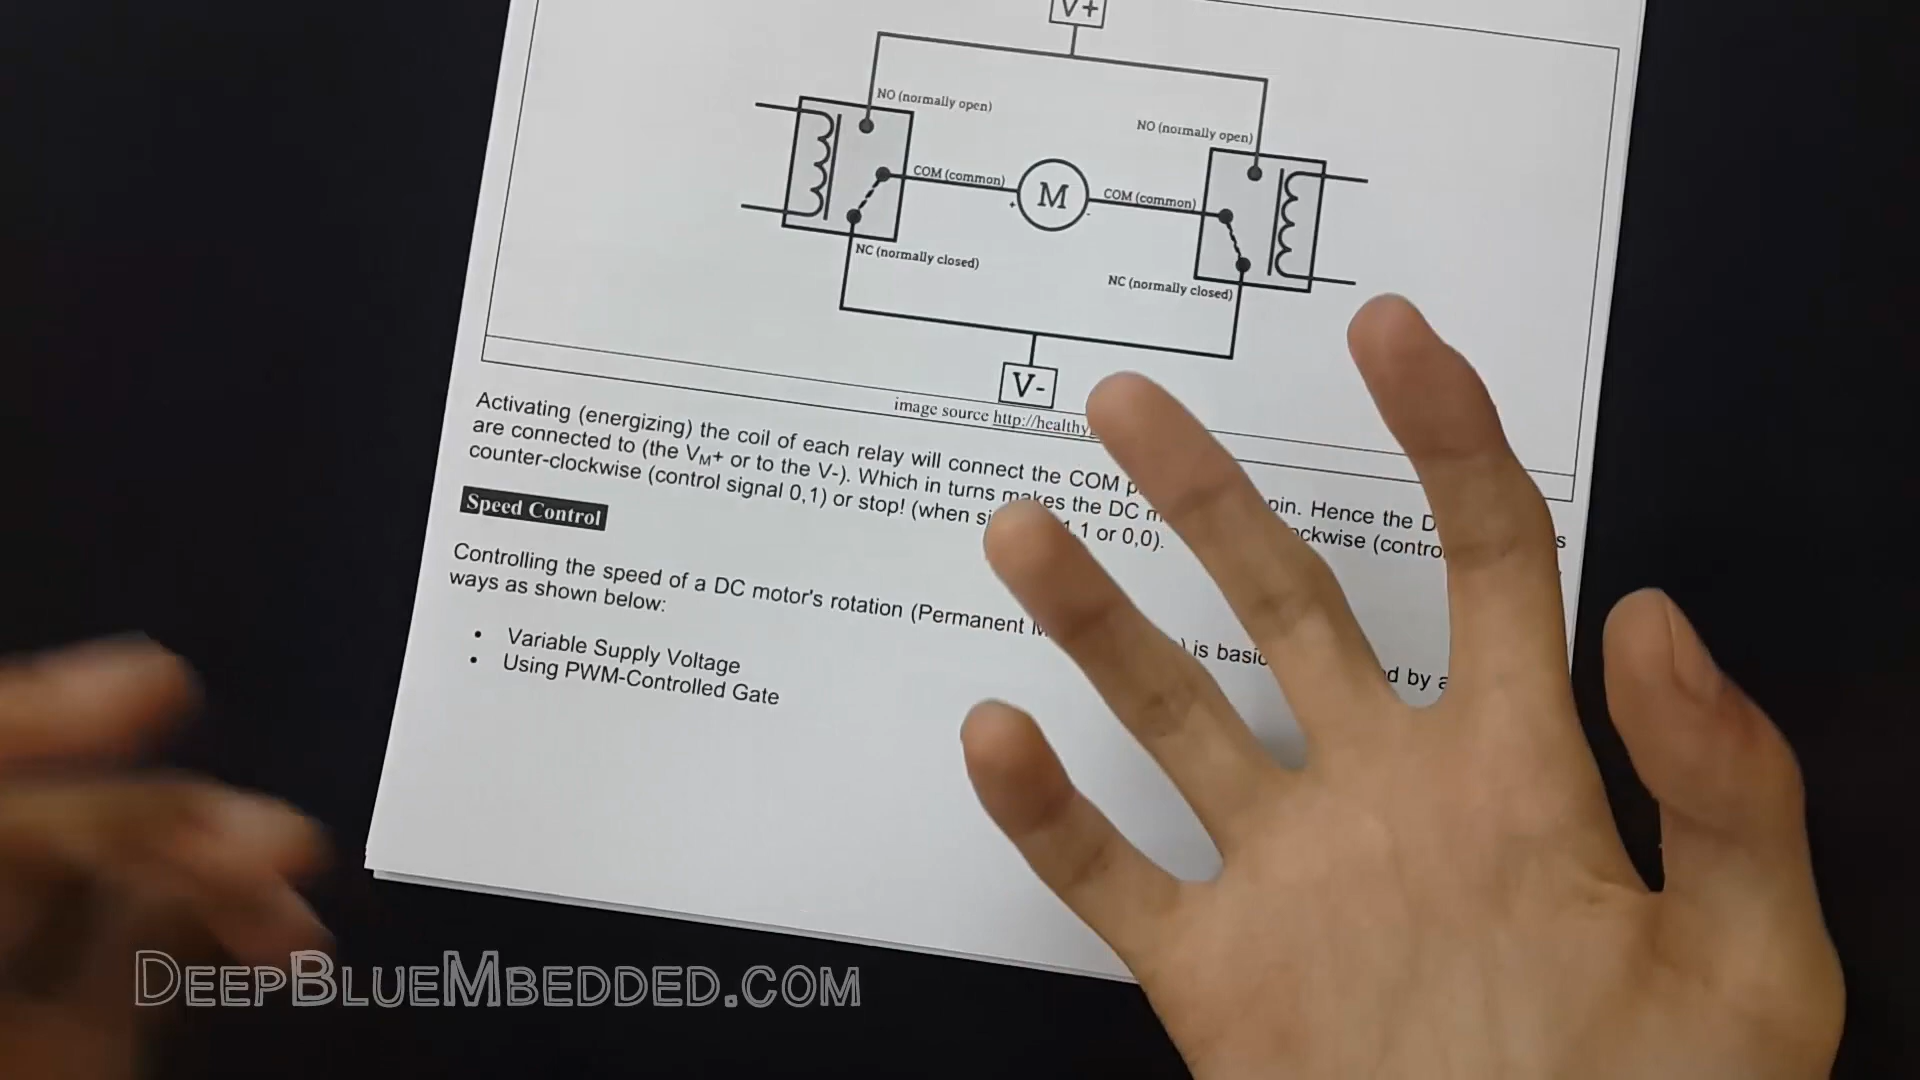 V+
NO (normally open)
NO (normally open)
COM (common)
M
COM (common)
+
-
NC (normally closed)
NC (normally closed)
V-
image source http://healthy
Activating (energizing) the coil of each relay will connect the COM pin. Hence the D
are connected to (the VM+ or to the V-). Which in turns makes the DC ckwise (contro
counter-clockwise (control signal 0,1) or stop! (when 1,1 or 0,0).
Speed Control
Controlling the speed of a DC motor's rotation (Permanent is basic d by a
ways as shown below:
• Variable Supply Voltage
• Using PWM-Controlled Gate
DEEPBLUEMBEDDED.COM